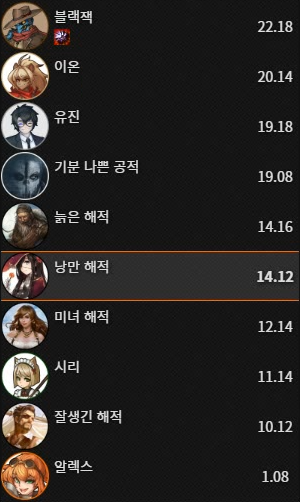 블랙잭
22.18
이온
20.14
유진
19.18
기분 나쁜 공적
19.08
늙은 해적
14.16
낭만 해적
14.12
미녀 해적
12.14
시리
11.14
잘생긴 해적
10.12
알렉스
1.08